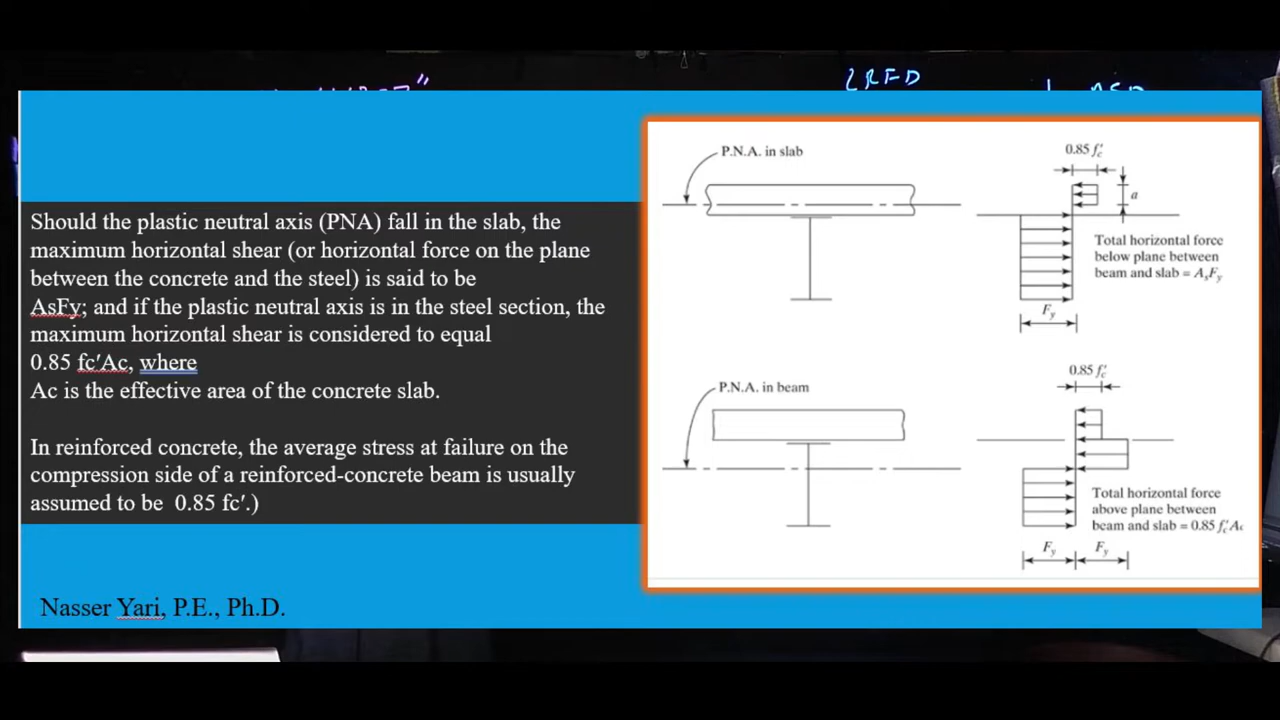 LRFD
Should the plastic neutral axis (PNA) fall in the slab, the
maximum horizontal shear (or horizontal force on the plane
between the concrete and the steel) is said to be
AsFy; and if the plastic neutral axis is in the steel section, the
maximum horizontal shear is considered to equal
0.85 fc′Ac, where
Ac is the effective area of the concrete slab.
In reinforced concrete, the average stress at failure on the
compression side of a reinforced-concrete beam is usually
assumed to be 0.85 fc′.)
Nasser Yari, P.E., Ph.D.
P.N.A. in slab
0.85 f′c
a
Total horizontal force
below plane between
beam and slab = AsFy
Fy
P.N.A. in beam
0.85 f′c
Total horizontal force
above plane between
beam and slab = 0.85 f′cAc
Fy Fy